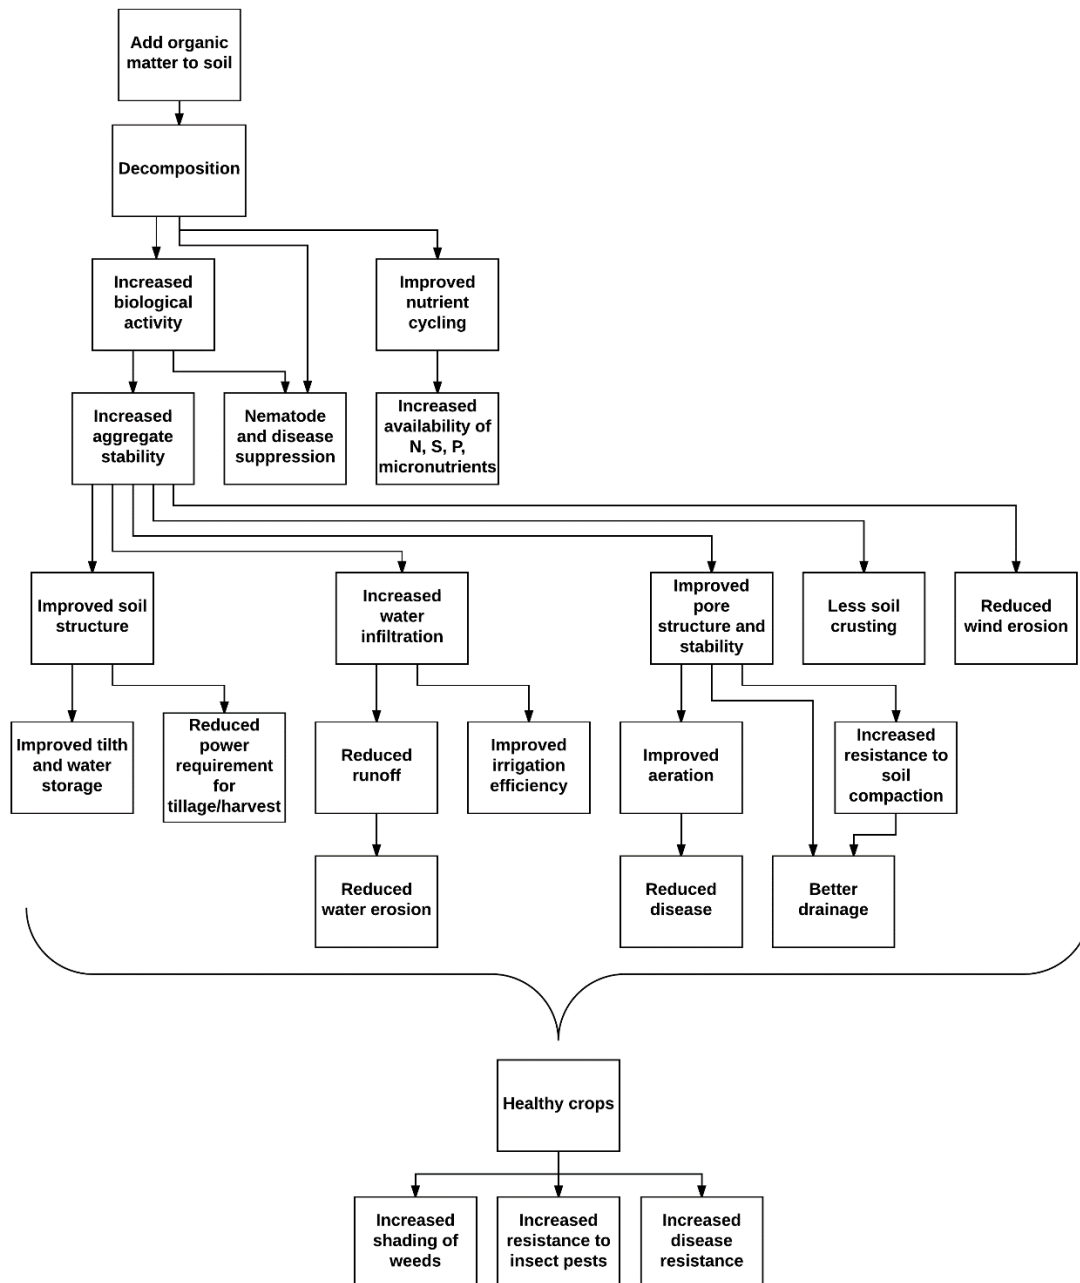 Add organic
matter to soil
Decomposition
Increased
biological
activity
Improved
nutrient
cycling
Increased
aggregate
stability
Nematode
and disease
suppression
Increased
availability of
N, S, P,
micronutrients
Improved soil
structure
Increased
water
infiltration
Improved
pore
structure and
stability
Less soil
crusting
Reduced
wind erosion
Improved tilth
and water
storage
Reduced
power
requirement
for
tillage/harvest
Reduced
runoff
Improved
irrigation
efficiency
Improved
aeration
Increased
resistance to
soil
compaction
Reduced
water erosion
Reduced
disease
Better
drainage
Healthy crops
Increased
shading of
weeds
Increased
resistance to
insect pests
Increased
disease
resistance